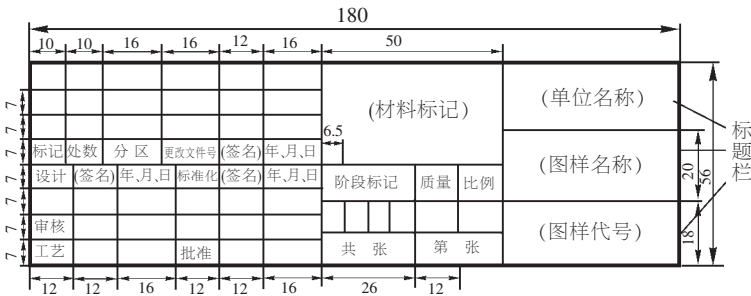 180
10 10 16 16 12 16 50
(材料标记) (单位名称)
7
7
7
7
7
7
7
6.5
标记 处数 分 区 更改文件号 (签名) 年、月、日
设计 (签名) 年、月、日 标准化 (签名) 年、月、日
阶段标记 质量 比例
(图样名称)
审核
工艺 批准
共 张 第 张
(图样代号)
20
18
56
标题栏
12 12 16 12 12 16 26 12